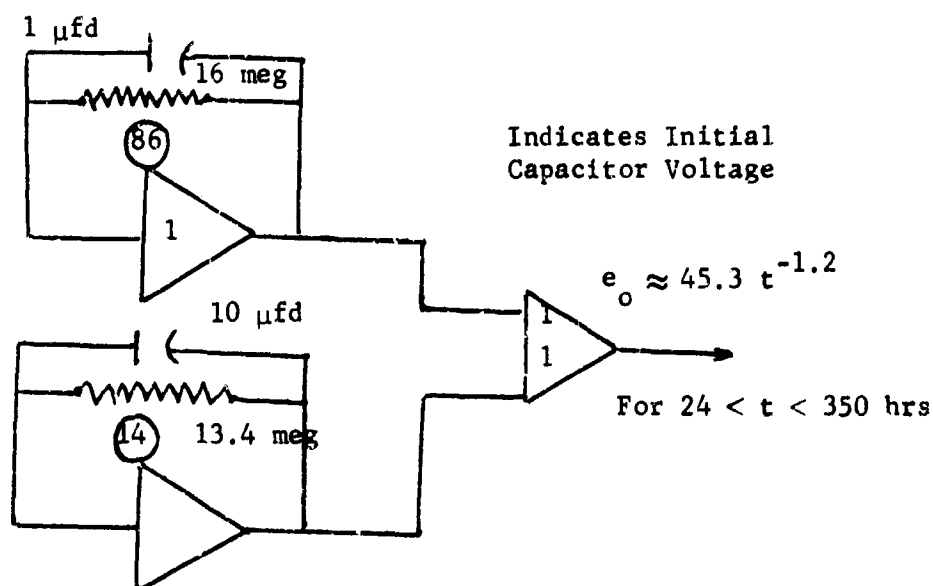 1 μfd
16 meg
86
1
Indicates Initial
Capacitor Voltage
e_o ≈ 45.3 t^-1.2
10 μfd
1
1
For 24 < t < 350 hrs
14
13.4 meg